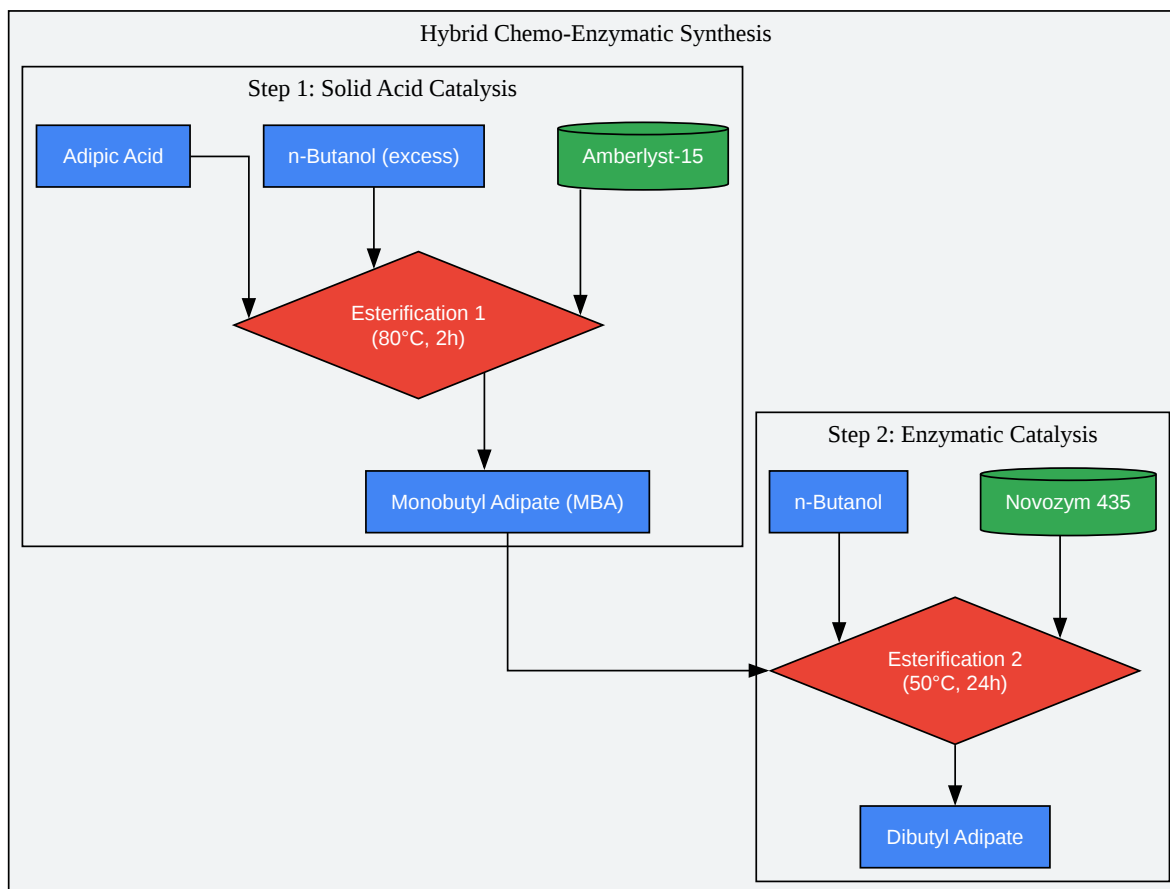 Hybrid Chemo-Enzymatic Synthesis
Step 1: Solid Acid Catalysis
Adipic Acid
n-Butanol (excess)
Amberlyst-15
Esterification 1
(80°C, 2h)
Monobutyl Adipate (MBA)
Step 2: Enzymatic Catalysis
n-Butanol
Novozym 435
Esterification 2
(50°C, 24h)
Dibutyl Adipate